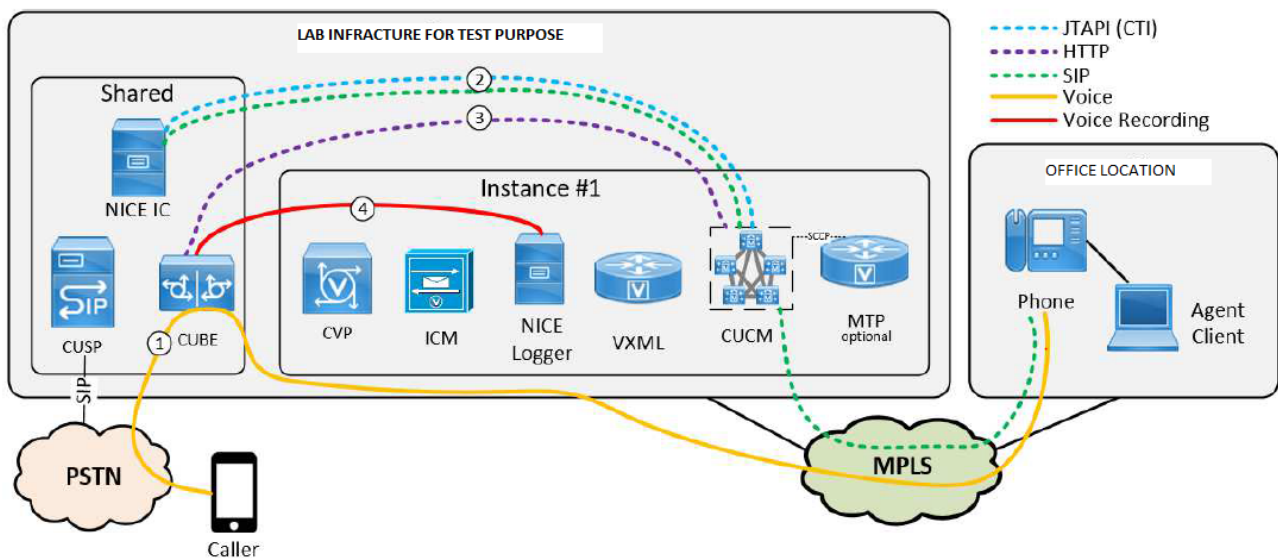 LAB INFRACTURE FOR TEST PURPOSE
JTAPI (CTI)
HTTP
SIP
Voice
Voice Recording
Shared
NICE IC
SIP
CUSP
CUBE
1
2
3
4
Instance #1
CVP
ICM
NICE
Logger
VXML
CUCM
SCCP
MTP
optional
V
V
V
V
OFFICE LOCATION
Phone
Agent
Client
SIP
PSTN
Caller
MPLS